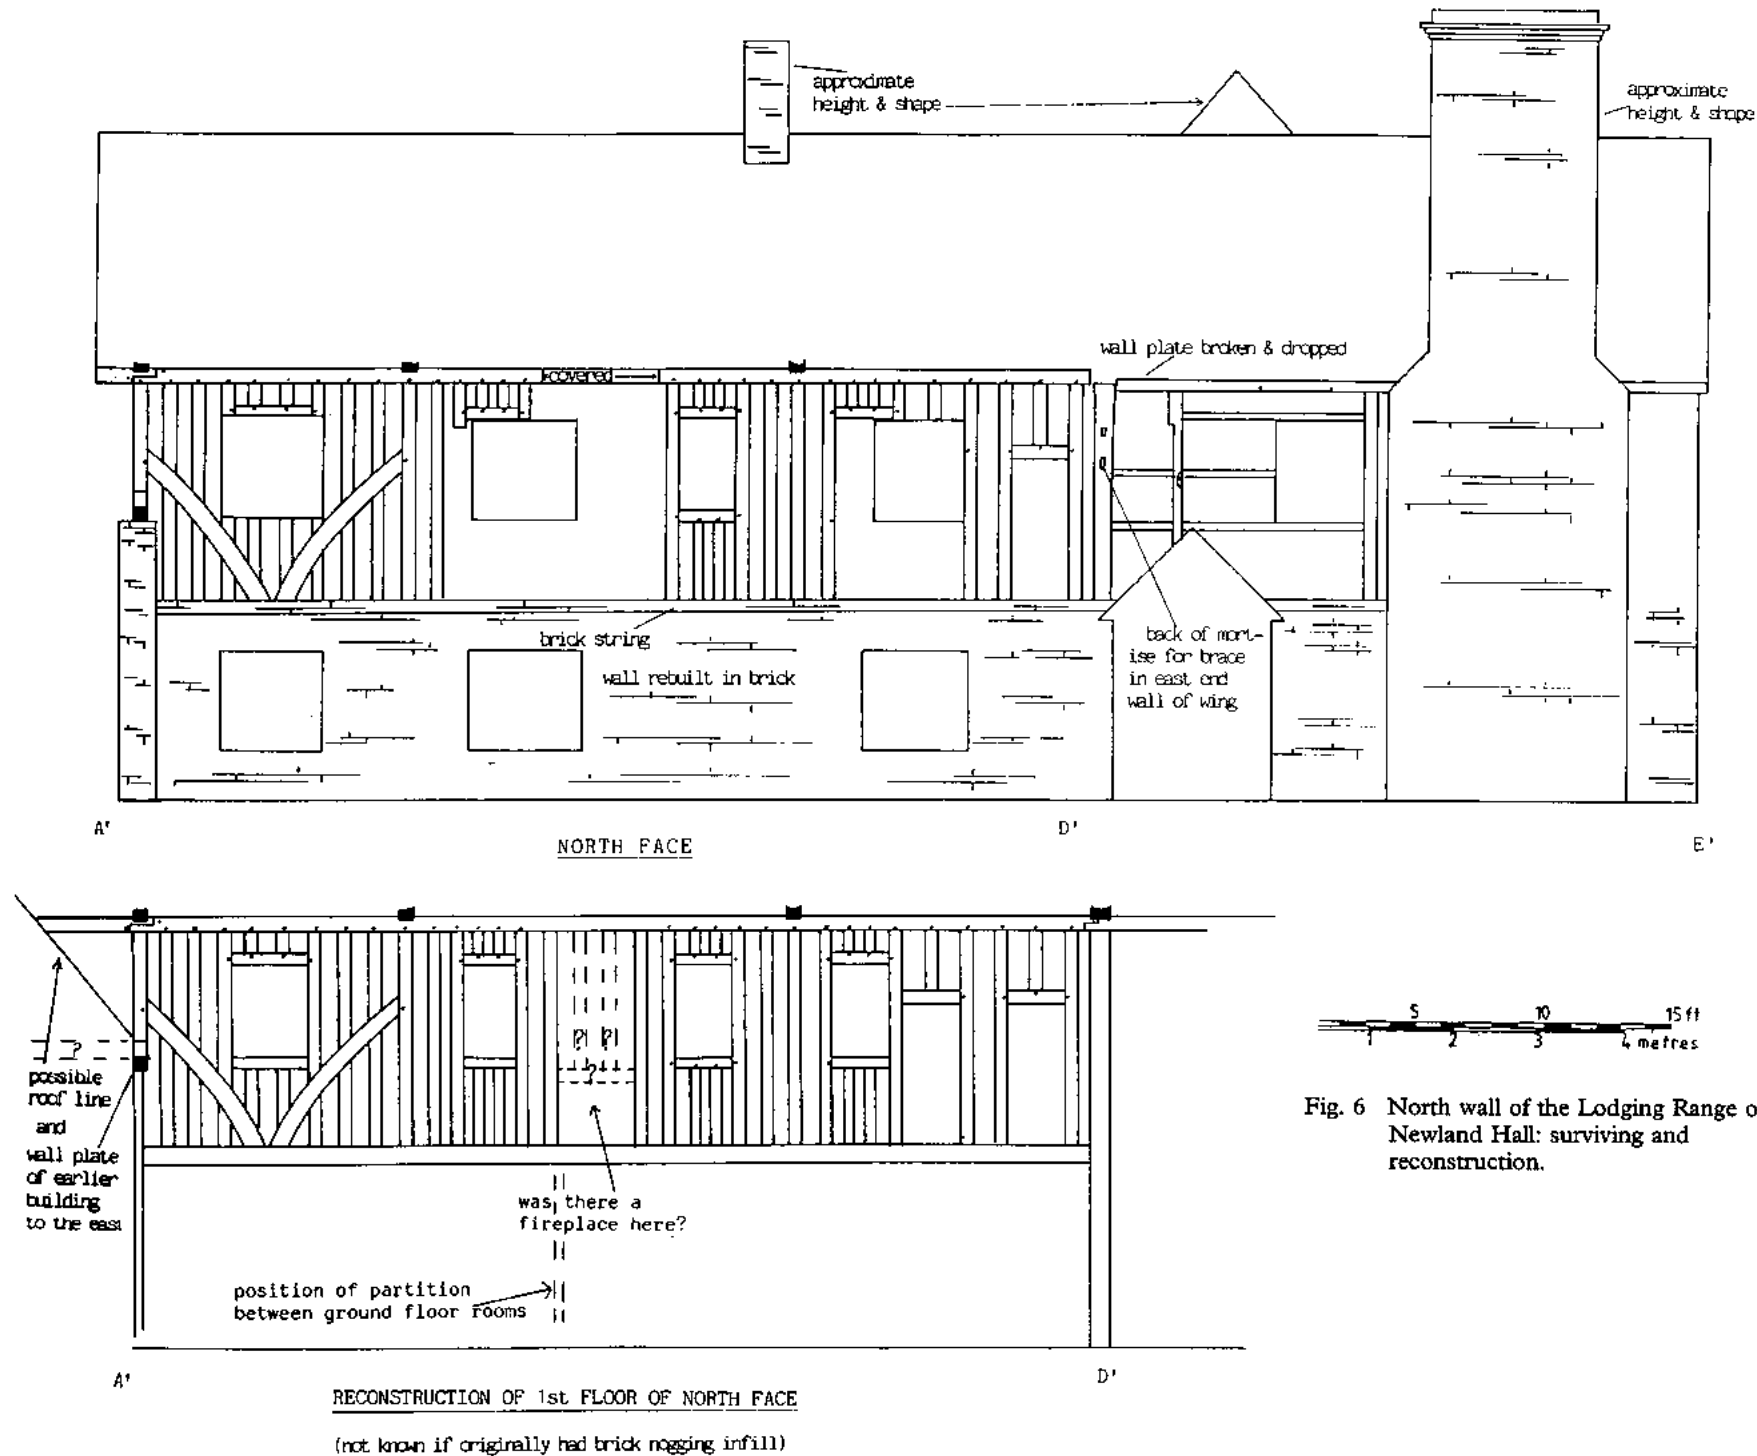 approximate
height & shape
approximate
height & shape
wall plate broken & dropped
covered
brick string
wall rebuilt in brick
back of mort-
ise for brace
in east end
wall of wing
A'
D'
E'
NORTH FACE
?
possible
roof line
and
wall plate
of earlier
building
to the east
? ?
?
was there a
fireplace here?
position of partition
between ground floor rooms
A'
D'
RECONSTRUCTION OF 1st FLOOR OF NORTH FACE
(not known if originally had brick nogging infill)
5 10 15 ft
1 2 3 4 metres
Fig. 6 North wall of the Lodging Range o
Newland Hall: surviving and
reconstruction.